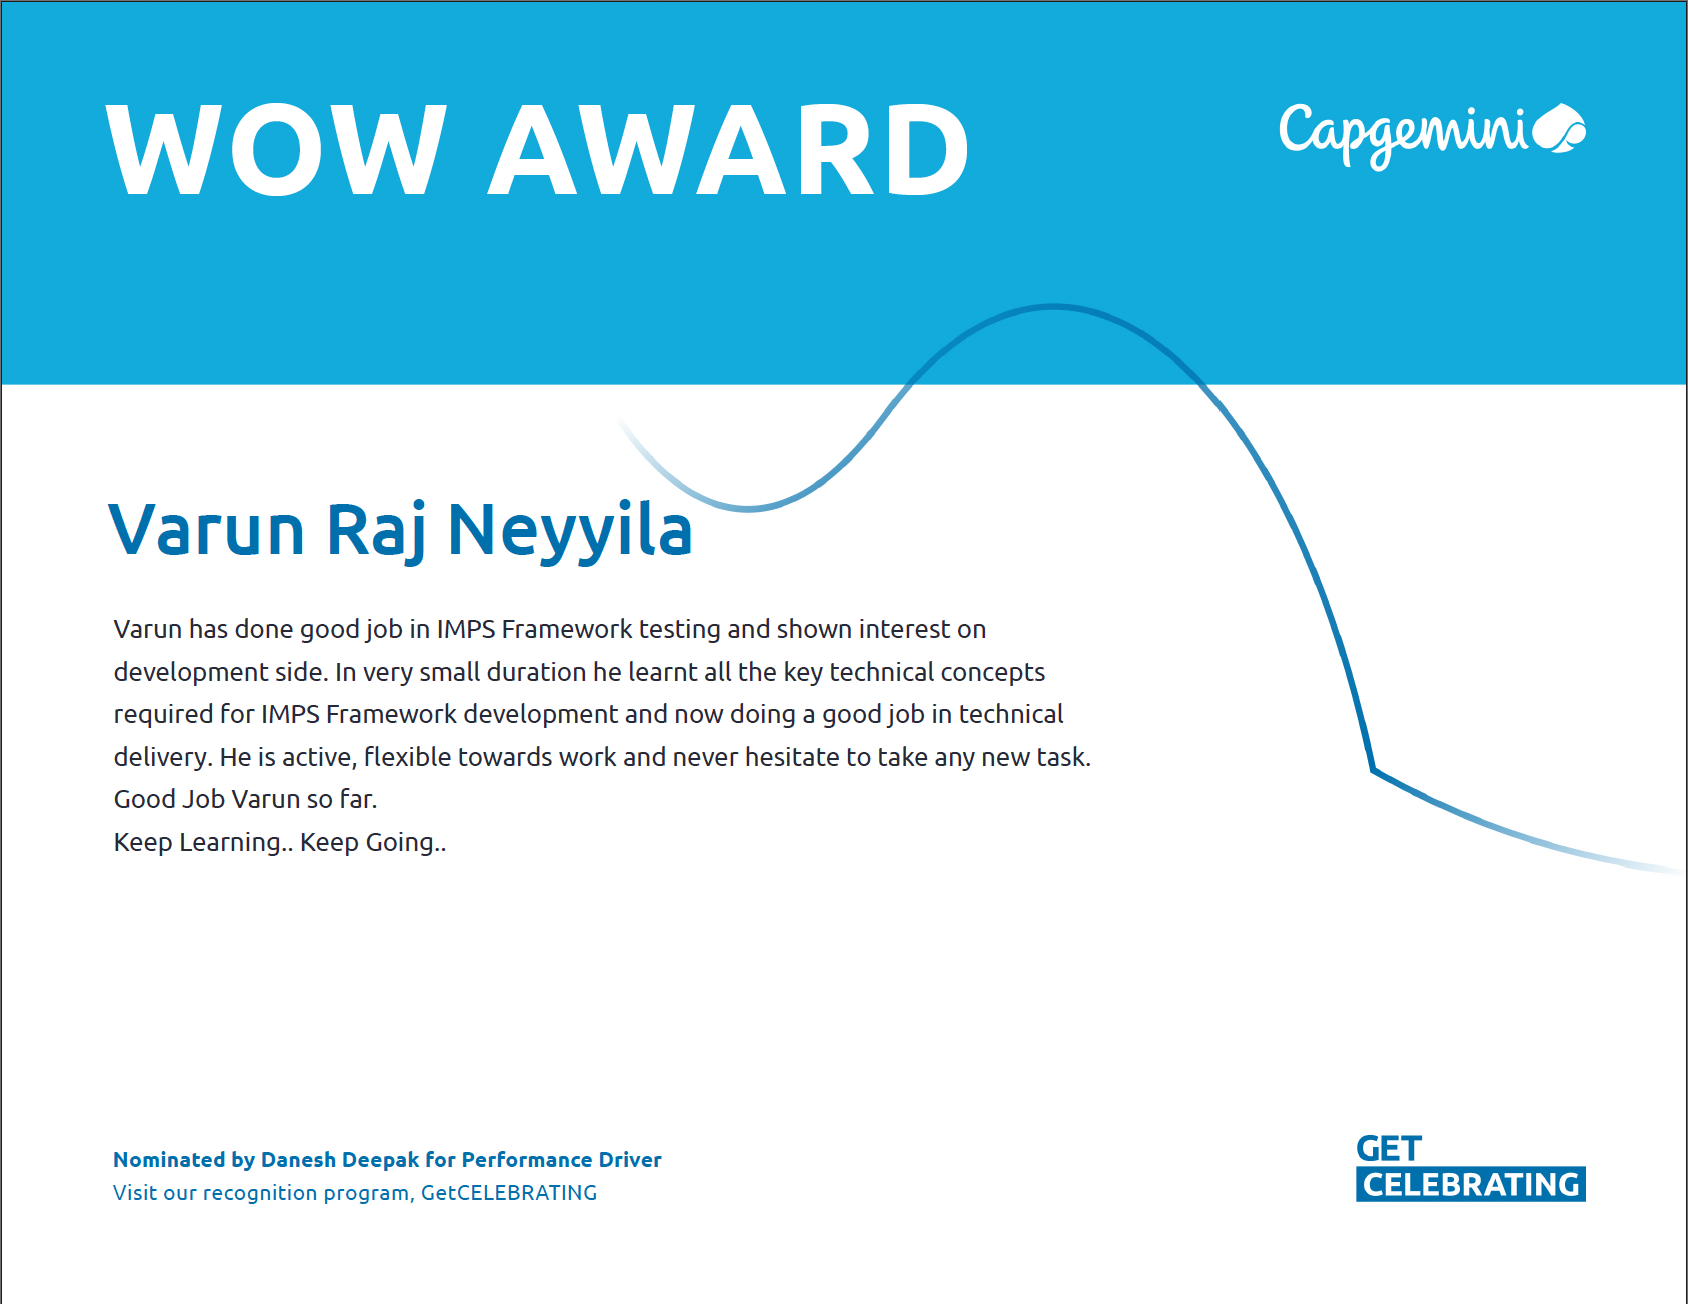 WOW AWARD
Capgemini
Varun Raj Neyyila
Varun has done good job in IMPS Framework testing and shown interest on
development side. In very small duration he learnt all the key technical concepts
required for IMPS Framework development and now doing a good job in technical
delivery. He is active, flexible towards work and never hesitate to take any new task.
Good Job Varun so far.
Keep Learning.. Keep Going..
Nominated by Danesh Deepak for Performance Driver
Visit our recognition program, GetCELEBRATING
GET
CELEBRATING